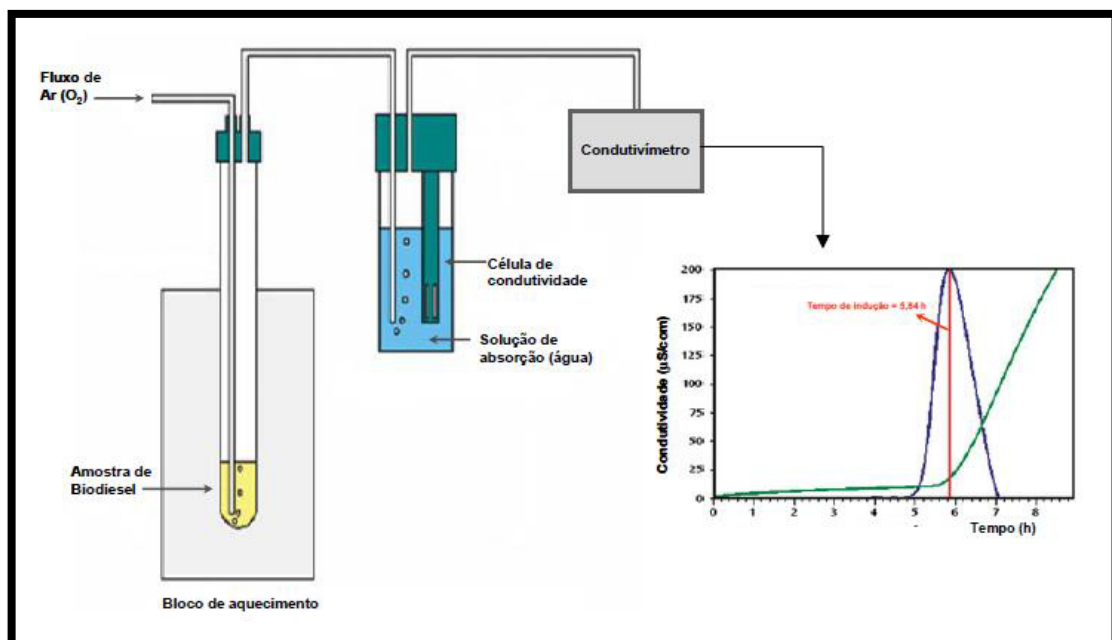 Fluxo de
Ar (O₂)
Condutivímetro
Célula de
condutividade
Solução de
absorção (água)
Amostra de
Biodiesel
Bloco de aquecimento
Condutividade (µS/com)
200
175
150
125
100
75
50
25
0
Tempo de indução = 5,84 h
0 1 2 3 4 5 6 7 8
Tempo (h)